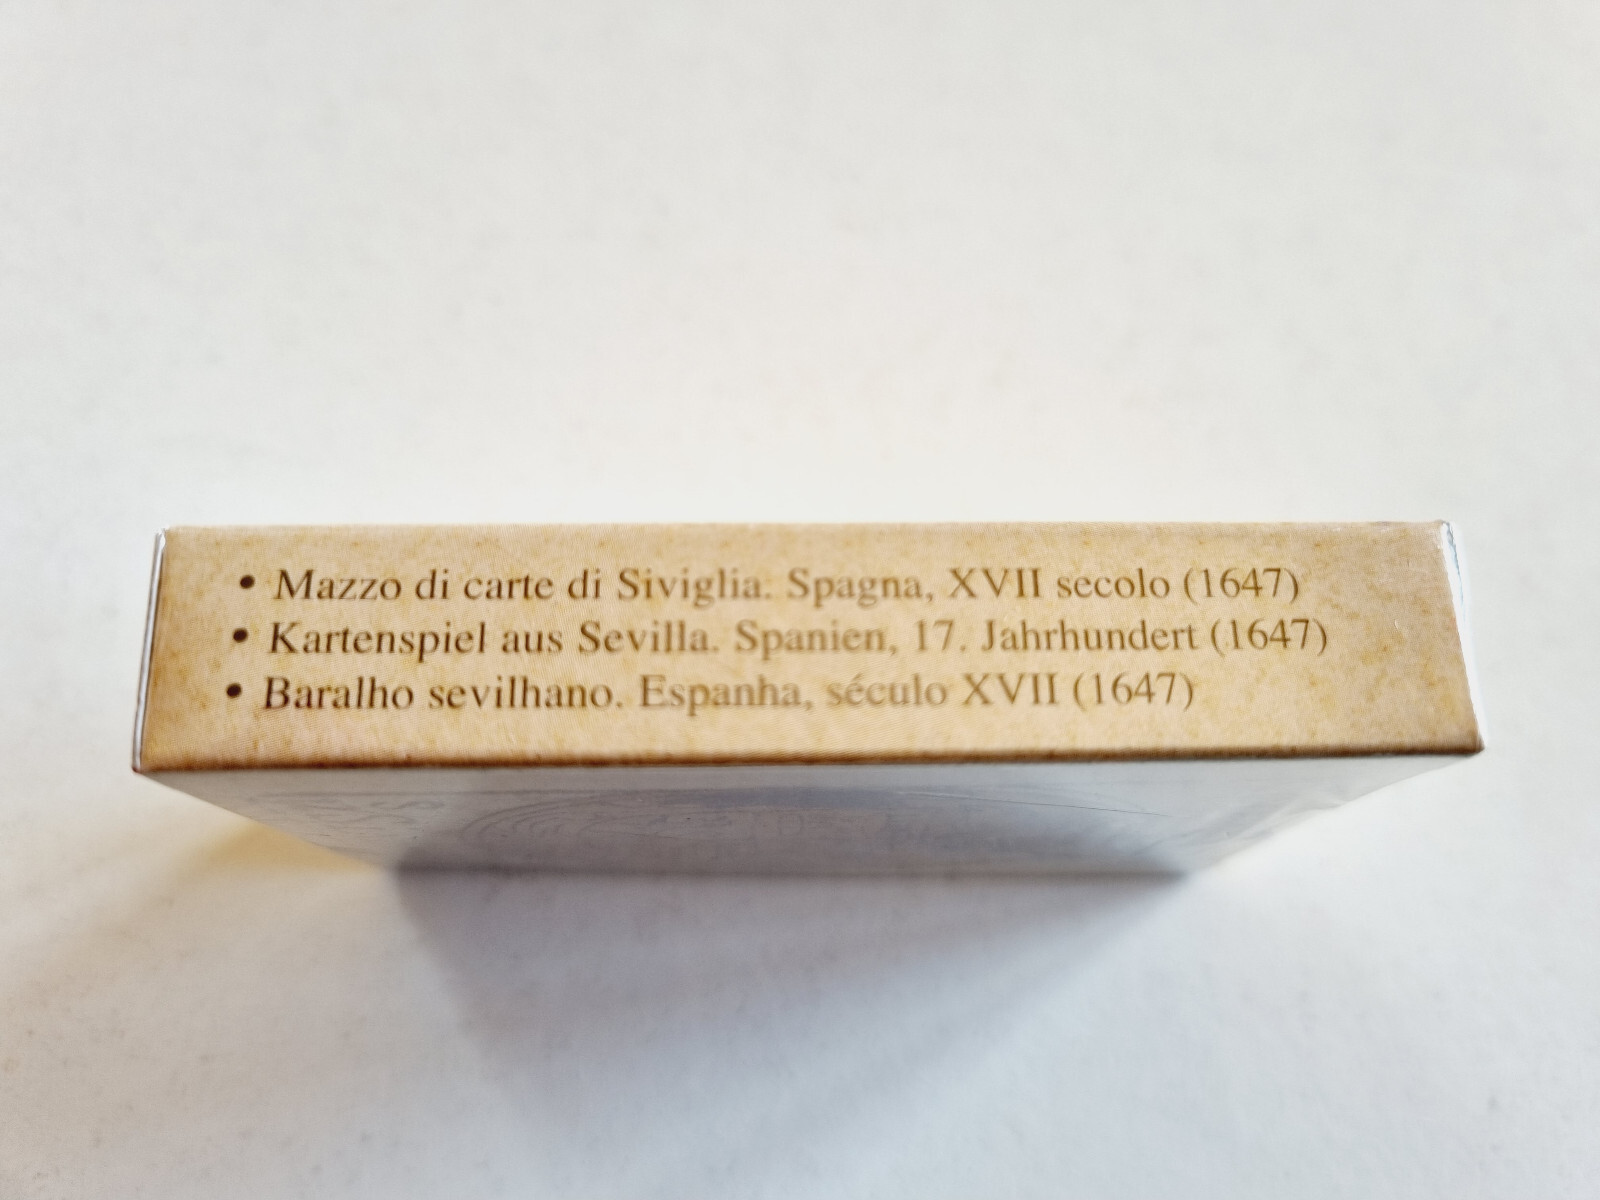 • Mazzo di carte di Siviglia. Spagna, XVII secolo (1647)
• Kartenspiel aus Sevilla. Spanien, 17. Jahrhundert (1647)
• Baralho sevilhano. Espanha, século XVII (1647)